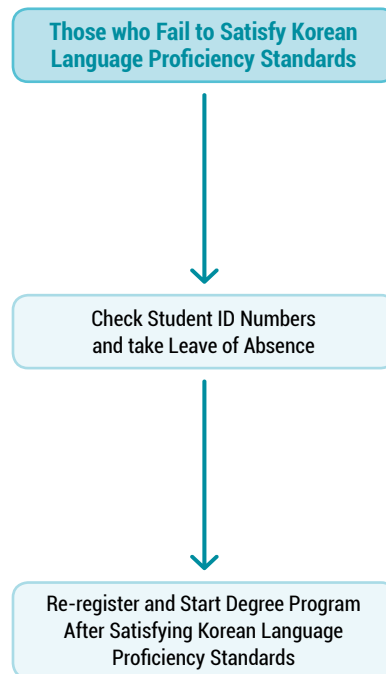 Those who Fail to Satisfy Korean
Language Proficiency Standards
Check Student ID Numbers
and take Leave of Absence
Re-register and Start Degree Program
After Satisfying Korean Language
Proficiency Standards